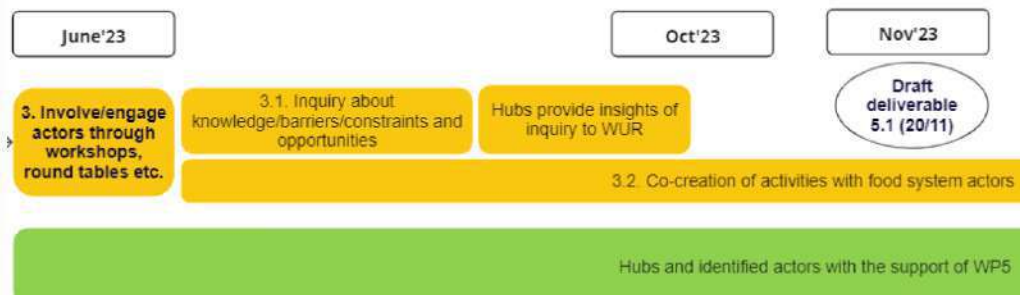 June'23
Oct'23
Nov'23
3. Involve/engage
actors through
workshops,
round tables etc.
3.1. Inquiry about
knowledge/barriers/constraints and
opportunities
Hubs provide insights of
inquiry to WUR
Draft
deliverable
5.1 (20/11)
3.2. Co-creation of activities with food system actors
Hubs and identified actors with the support of WP5